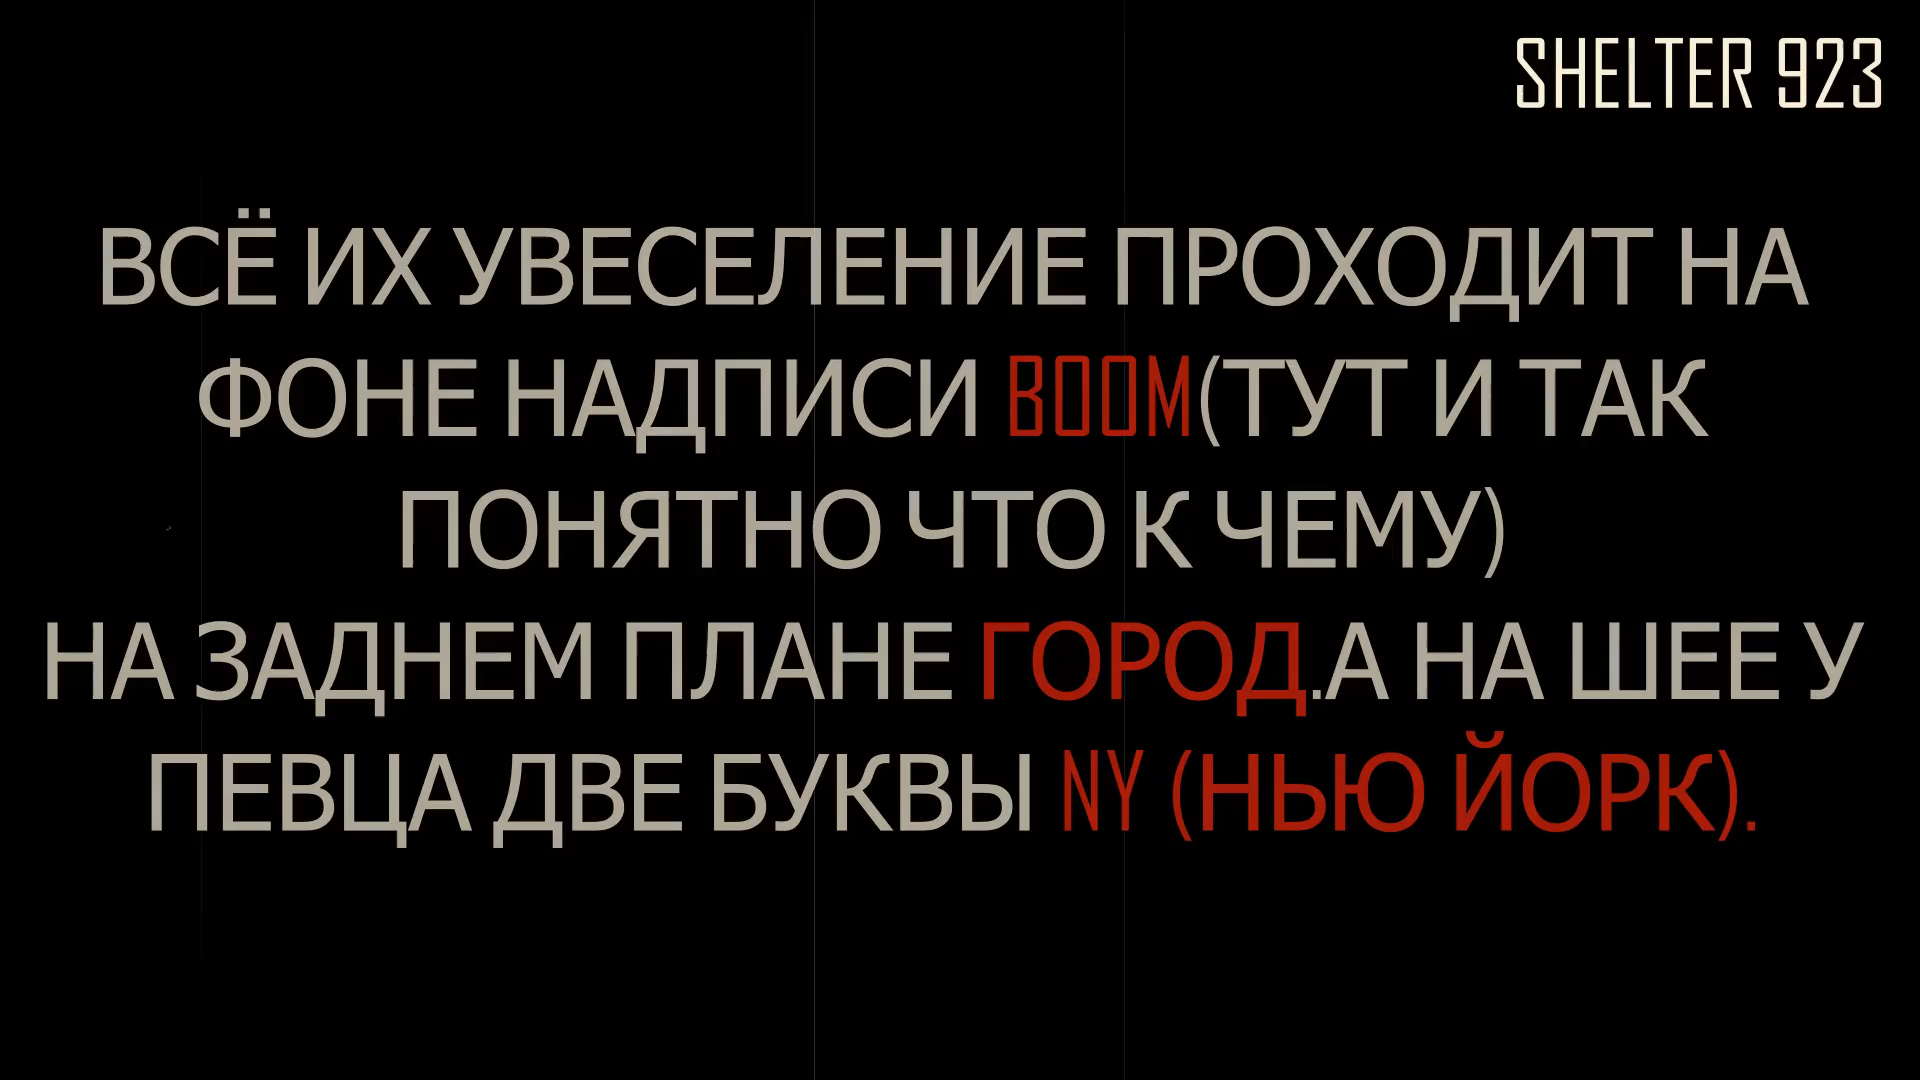 SHELTER 923
ВСЁ ИХ УВЕСЕЛЕНИЕ ПРОХОДИТ НА
ФОНЕ НАДПИСИ BOOM(ТУТ И ТАК
ПОНЯТНО ЧТО К ЧЕМУ)
НА ЗАДНЕМ ПЛАНЕ ГОРОД.А НА ШЕЕ У
ПЕВЦА ДВЕ БУКВЫ NY (НЬЮ ЙОРК).